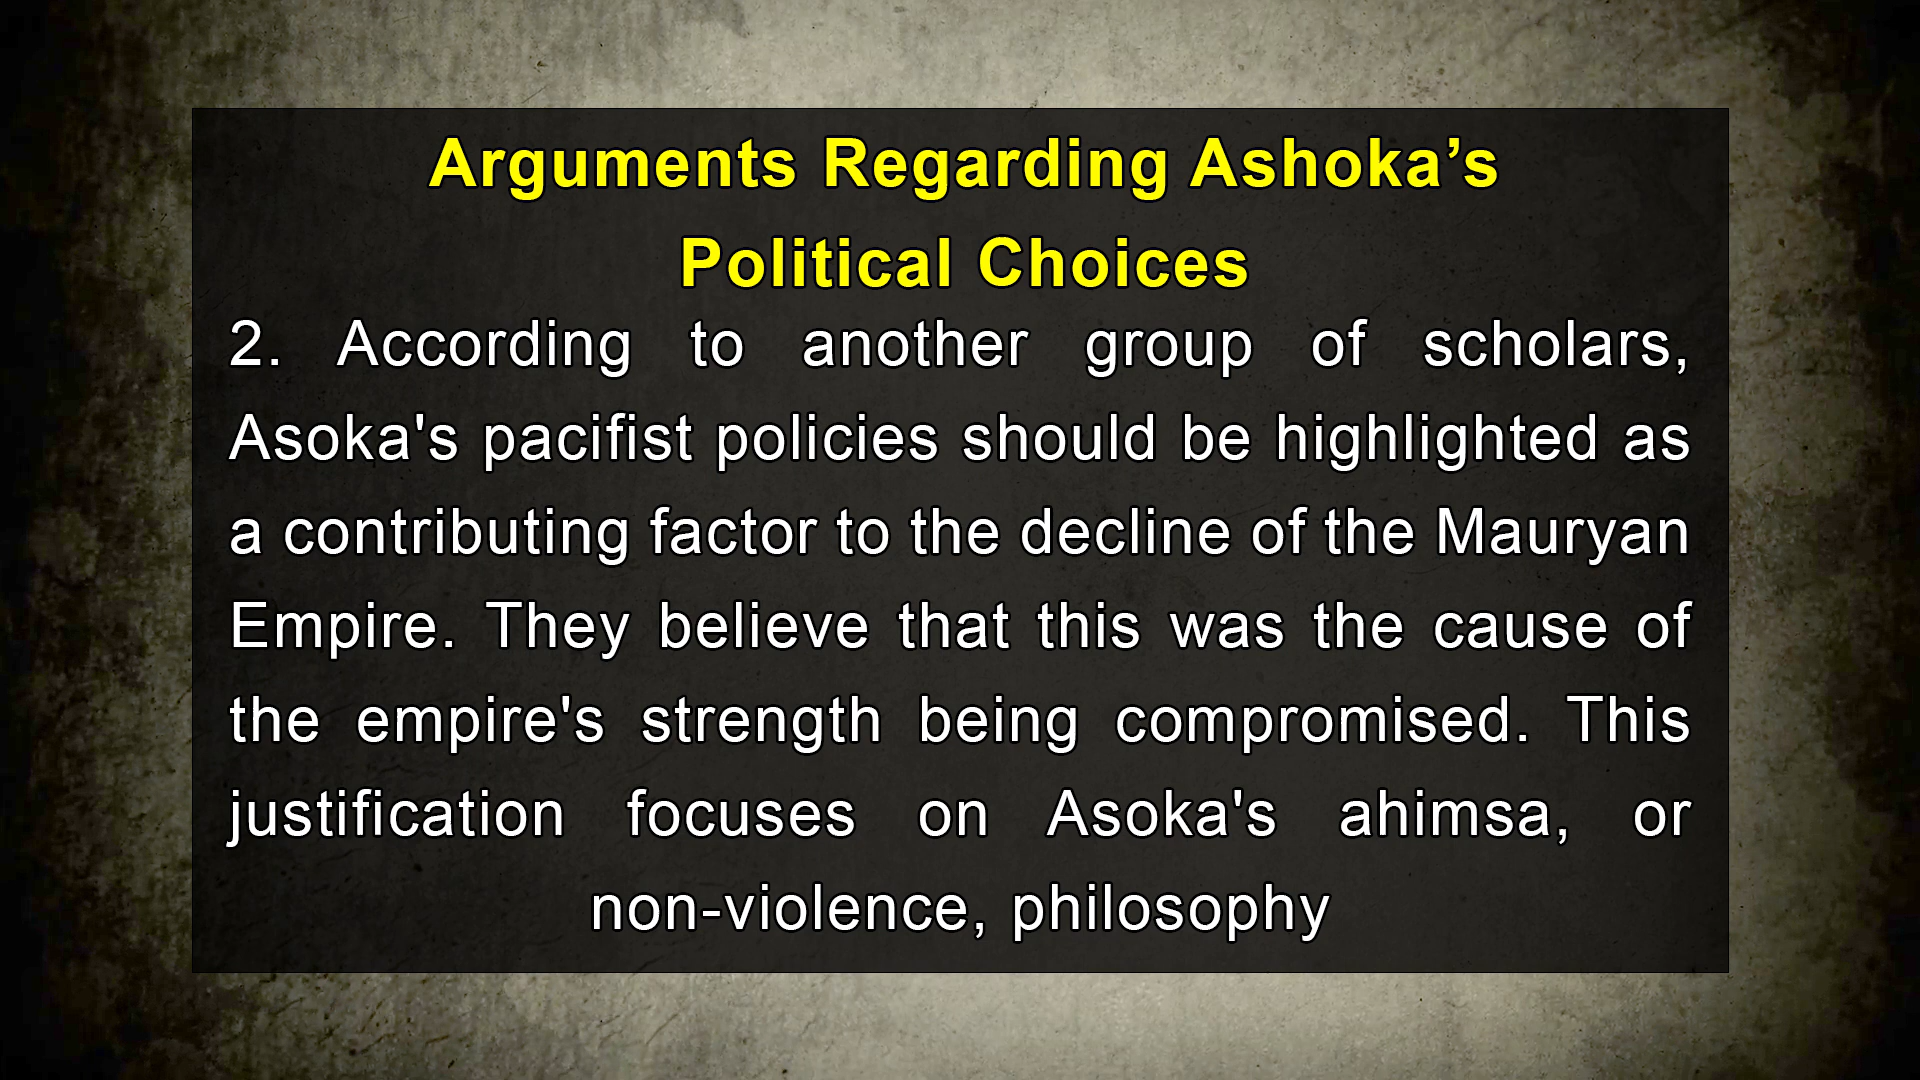 Arguments Regarding Ashoka’s
Political Choices
2. According to another group of scholars,
Asoka's pacifist policies should be highlighted as
a contributing factor to the decline of the Mauryan
Empire. They believe that this was the cause of
the empire's strength being compromised. This
justification focuses on Asoka's ahimsa, or
non-violence, philosophy